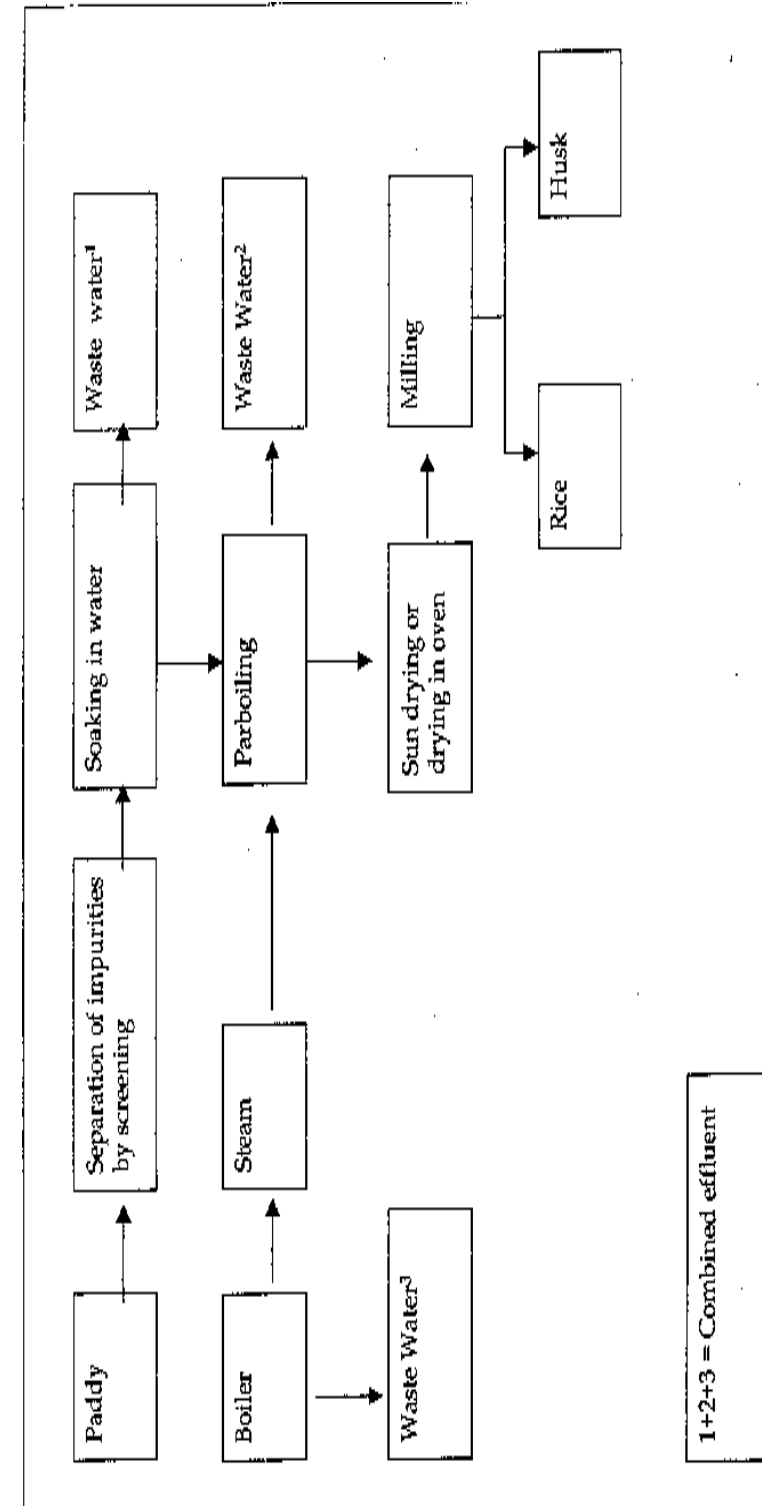 Paddy
Separation of impurities
by screening
Soaking in water
Waste water¹
Boiler
Steam
Parboiling
Waste Water²
Waste Water³
Sun drying or
drying in oven
Milling
Rice
Husk
1+2+3 = Combined effluent